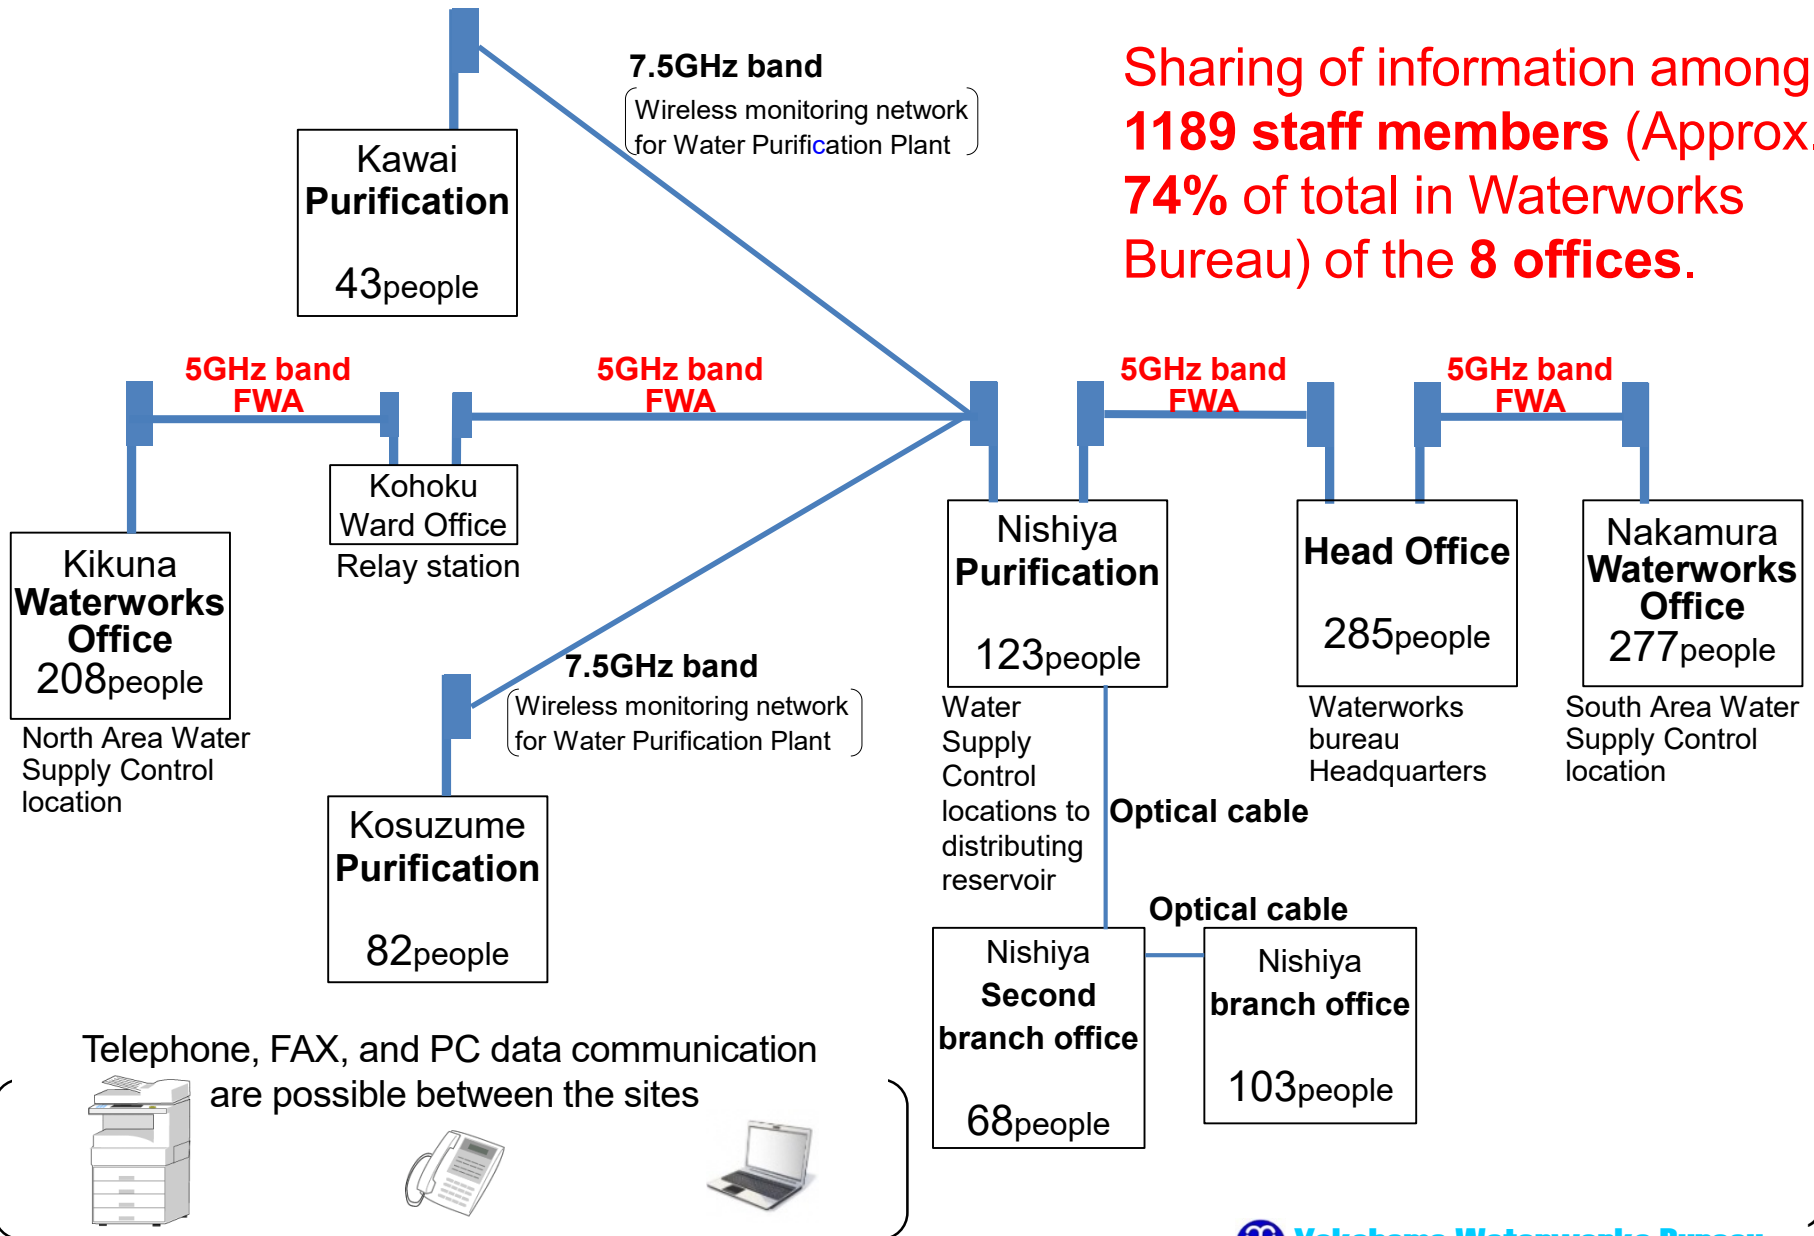 7.5GHz band
Wireless monitoring network
for Water Purification Plant
Sharing of information among
1189 staff members (Approx.
74% of total in Waterworks
Bureau) of the 8 offices.
Kawai
Purification
43people
5GHz band
FWA
5GHz band
FWA
5GHz band
FWA
5GHz band
FWA
Kohoku
Ward Office
Relay station
Kikuna
Waterworks
Office
208people
North Area Water
Supply Control
location
Nishiya
Purification
123people
Water
Supply
Control
locations to
distributing
reservoir
Head Office
285people
Waterworks
bureau
Headquarters
Nakamura
Waterworks
Office
277people
South Area Water
Supply Control
location
7.5GHz band
Wireless monitoring network
for Water Purification Plant
Kosuzume
Purification
82people
Optical cable
Optical cable
Nishiya
Second
branch office
68people
Nishiya
branch office
103people
Telephone, FAX, and PC data communication
are possible between the sites
Yokohama Waterworks Bureau